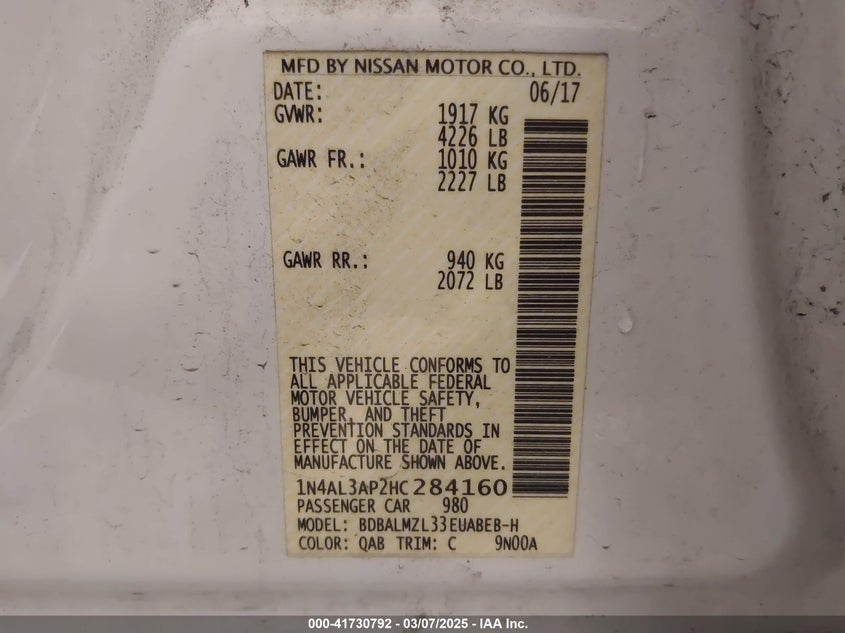 MFD BY NISSAN MOTOR CO., LTD.
DATE: 06/17
GVWR: 1917 KG
4226 LB
GAWR FR.: 1010 KG
2227 LB
GAWR RR.: 940 KG
2072 LB
THIS VEHICLE CONFORMS TO
ALL APPLICABLE FEDERAL
MOTOR VEHICLE SAFETY,
BUMPER, AND THEFT
PREVENTION STANDARDS IN
EFFECT ON THE DATE OF
MANUFACTURE SHOWN ABOVE.
1N4AL3AP2HC284160
PASSENGER CAR 980
MODEL: BDBALMZL33EUABEB-H
COLOR: QAB TRIM: C 9N00A
000-41730792 - 03/07/2025 - IAA Inc.